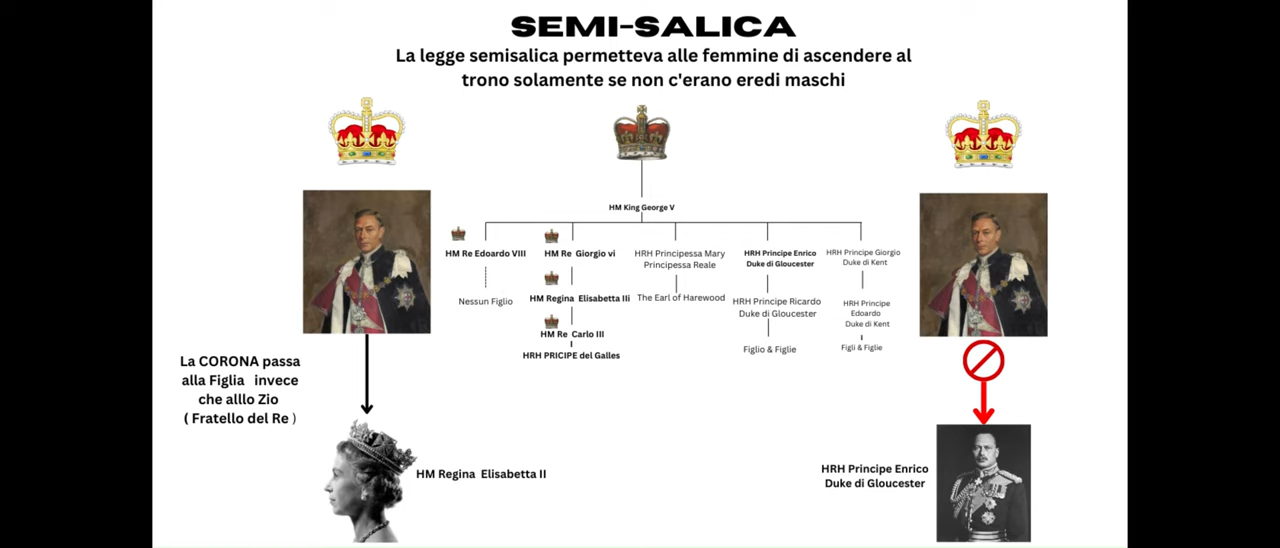 SEMI-SALICA
La legge semisalica permetteva alle femmine di ascendere al
trono solamente se non c'erano eredi maschi
HM King George V
HM Re Edoardo VIII
HM Re Giorgio vi
HRH Principessa Mary
Principessa Reale
HRH Principe Enrico
Duke di Gloucester
HRH Principe Giorgio
Duke di Kent
Nessun Figlio
HM Regina Elisabetta IIi
The Earl of Harewood
HRH Principe Ricardo
Duke di Gloucester
HRH Principe
Edoardo
Duke di Kent
HM Re Carlo III
HRH PRICIPE del Galles
Figlio & Figlie
Figli & Figlie
La CORONA passa
alla Figlia invece
che alllo Zio
( Fratello del Re )
HM Regina Elisabetta II
HRH Principe Enrico
Duke di Gloucester